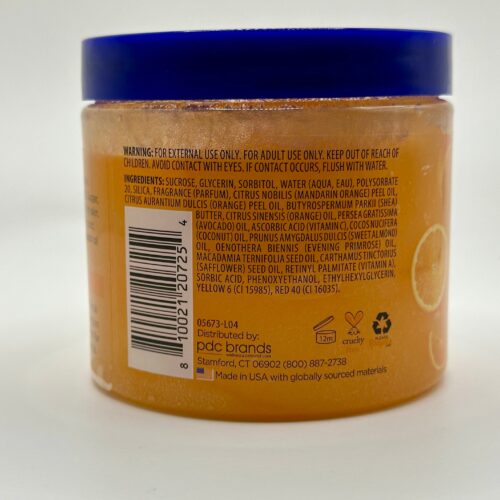 WARNING: FOR EXTERNAL USE ONLY. FOR ADULT USE ONLY. KEEP OUT OF REACH OF
CHILDREN. AVOID CONTACT WITH EYES. IF CONTACT OCCURS, FLUSH WITH WATER.
INGREDIENTS: SUCROSE, GLYCERIN, SORBITOL, WATER (AQUA, EAU), POLYSORBATE
20, SILICA, FRAGRANCE (PARFUM), CITRUS NOBILIS (MANDARIN ORANGE) PEEL OIL,
CITRUS AURANTIUM DULCIS (ORANGE) PEEL OIL, BUTYROSPERMUM PARKII (SHEA)
BUTTER, CITRUS SINENSIS (ORANGE) OIL, PERSEA GRATISSIMA
(AVOCADO) OIL, ASCORBIC ACID (VITAMIN C), COCOS NUCIFERA
(COCONUT) OIL, PRUNUS AMYGDALUS DULCIS (SWEET ALMOND)
OIL, OENOTHERA BIENNIS (EVENING PRIMROSE) OIL,
MACADAMIA TERNIFOLIA SEED OIL, CARTHAMUS TINCTORIUS
(SAFFLOWER) SEED OIL, RETINYL PALMITATE (VITAMIN A),
SORBIC ACID, PHENOXYETHANOL, ETHYLHEXYLGLYCERIN,
YELLOW 6 (CI 15985), RED 40 (CI 16035).
8 10021 20725 4
05673-L04
Distributed by:
pdc brands
Stamford, CT 06902 (800) 887-2738
Made in USA with globally sourced materials
12m
cruelty